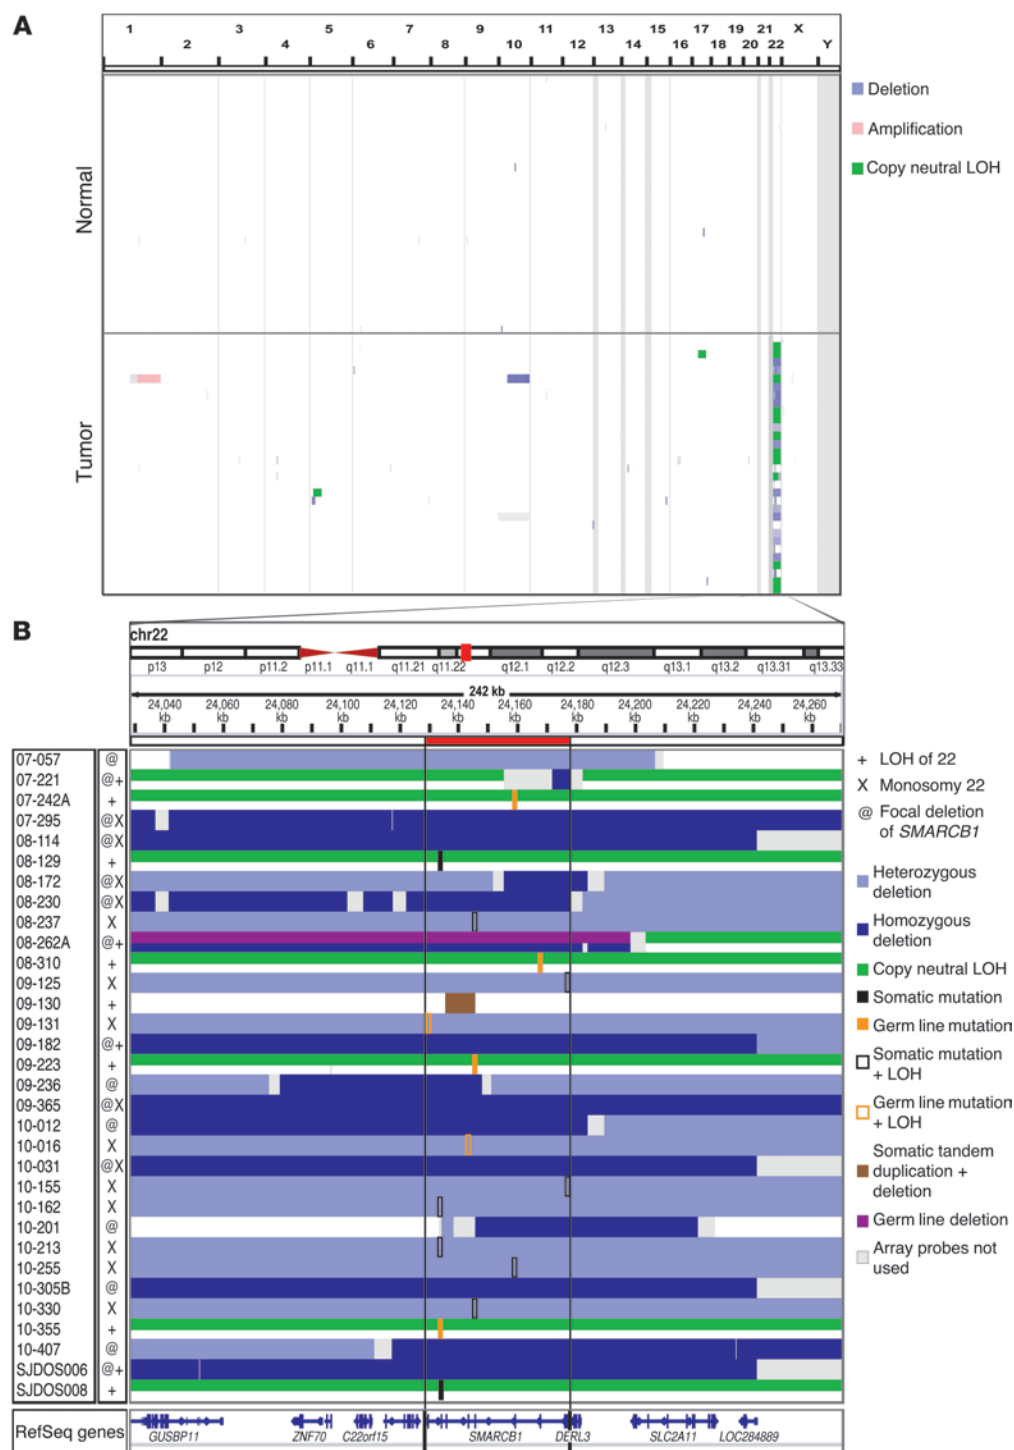 A
1 3 5 7 9 11 13 15 17 19 21 X
2 4 6 8 10 12 14 16 18 20 22 Y
Normal
Tumor
Deletion
Amplification
Copy neutral LOH
B
chr22
p13 p12 p11.2 p11.1 q11.1 q11.21 q11.22 q12.1 q12.2 q12.3 q13.1 q13.2 q13.31 q13.33
242 kb
24,040 kb 24,060 kb 24,080 kb 24,100 kb 24,120 kb 24,140 kb 24,160 kb 24,180 kb 24,200 kb 24,220 kb 24,240 kb 24,260 kb
07-057 @
07-221 @+
07-242A +
07-295 @X
08-114 @X
08-129 +
08-172 @X
08-230 @X
08-237 X
08-262A @+
08-310 +
09-125 X
09-130 +
09-131 X
09-182 @+
09-223 +
09-236 @
09-365 @X
10-012 @
10-016 X
10-031 @X
10-155 X
10-162 X
10-201 @
10-213 X
10-255 X
10-305B @
10-330 X
10-355 +
10-407 @
SJDOS006 @+
SJDOS008 +
+ LOH of 22
X Monosomy 22
@ Focal deletion
of SMARCB1
Heterozygous
deletion
Homozygous
deletion
Copy neutral LOH
Somatic mutation
Germ line mutation
Somatic mutation
+ LOH
Germ line mutation
+ LOH
Somatic tandem
duplication +
deletion
Germ line deletion
Array probes not
used
RefSeq genes
GUSBP11 ZNF70 C22orf15 SMARCB1 DERL3 SLC2A11 LOC284889